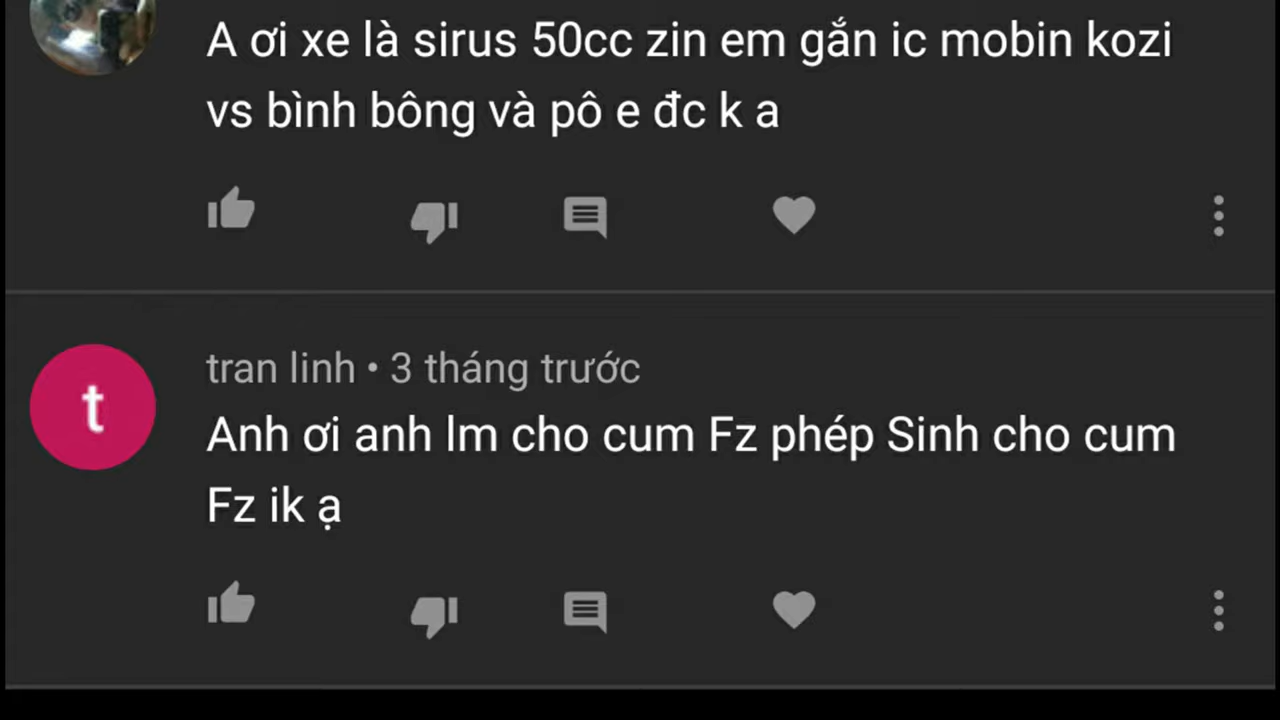 A ơi xe là sirus 50cc zin em gắn ic mobin kozi
vs bình bông và pô e đc k a
tran linh • 3 tháng trước
Anh ơi anh lm cho cum Fz phép Sinh cho cum
Fz ik ạ